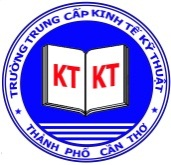 TRƯỜNG TRUNG CẤP KINH TẾ KỸ THUẬT
KT KT
THÀNH PHỐ CẦN THƠ